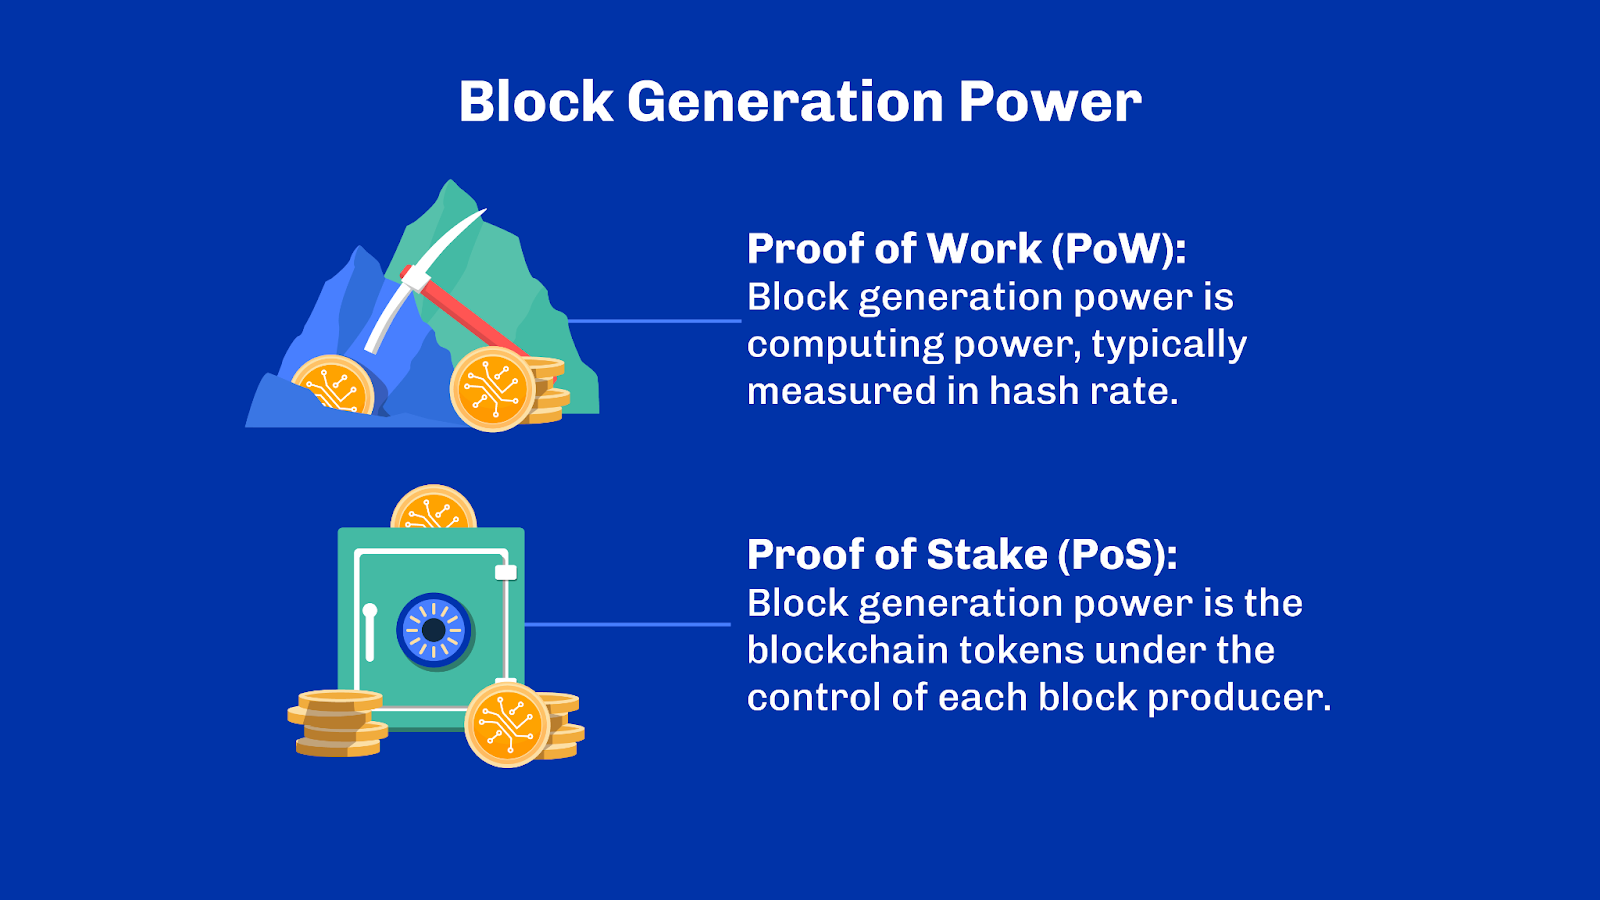 Block Generation Power
Proof of Work (PoW):
Block generation power is
computing power, typically
measured in hash rate.
Proof of Stake (PoS):
Block generation power is the
blockchain tokens under the
control of each block producer.